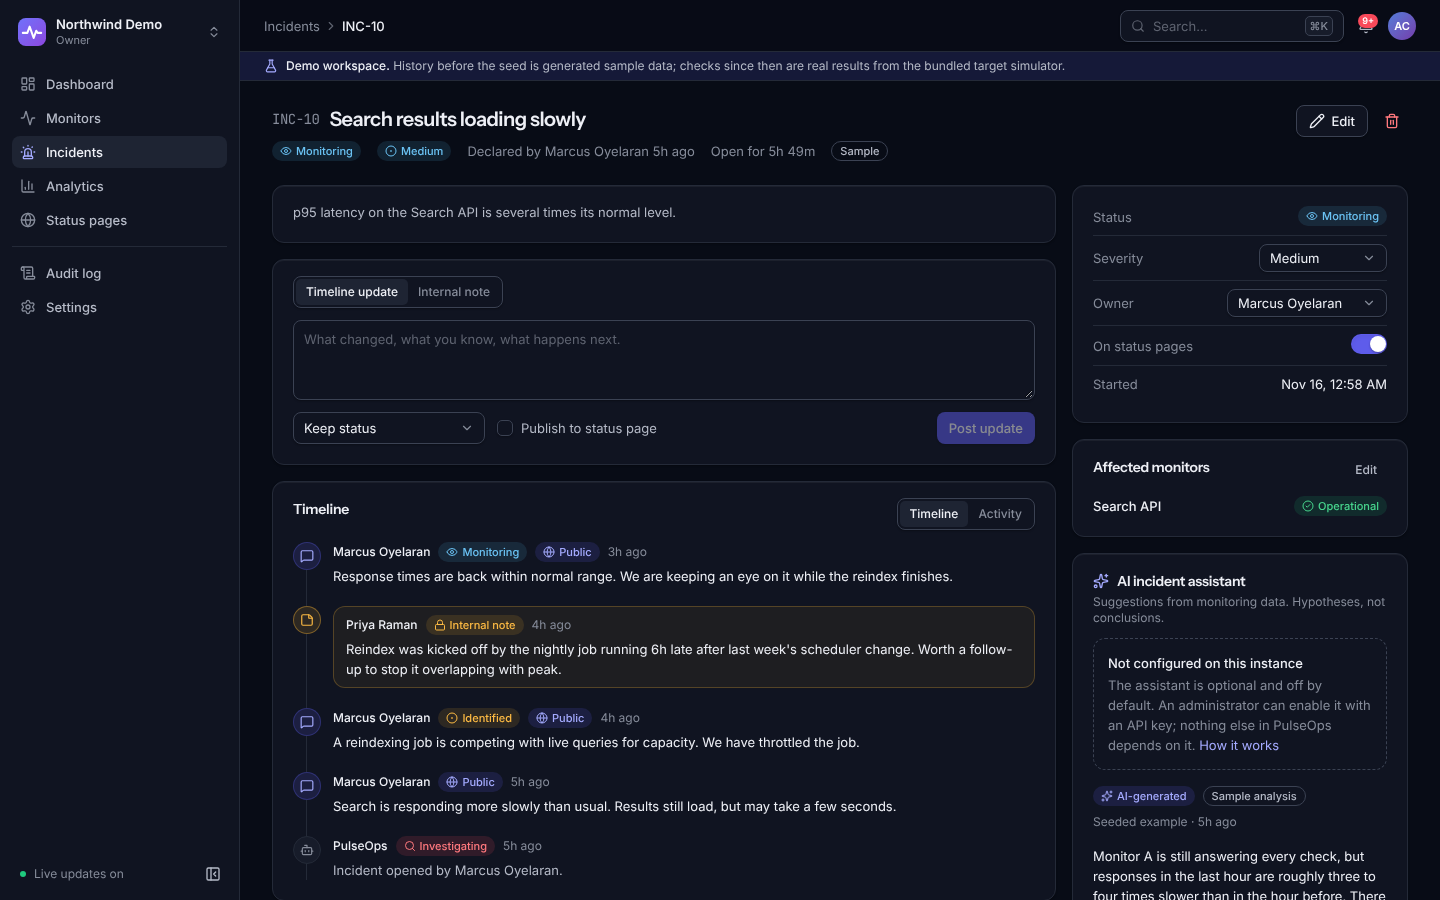 Northwind Demo
Owner
Dashboard
Monitors
Incidents
Analytics
Status pages
Audit log
Settings
Live updates on
Incidents > INC-10
Search...
⌘K
9+
AC
Demo workspace. History before the seed is generated sample data; checks since then are real results from the bundled target simulator.
INC-10 Search results loading slowly
Edit
Monitoring
Medium
Declared by Marcus Oyelaran 5h ago
Open for 5h 49m
Sample
p95 latency on the Search API is several times its normal level.
Timeline update
Internal note
What changed, what you know, what happens next.
Keep status
Publish to status page
Post update
Timeline
Timeline
Activity
Marcus Oyelaran Monitoring Public 3h ago
Response times are back within normal range. We are keeping an eye on it while the reindex finishes.
Priya Raman Internal note 4h ago
Reindex was kicked off by the nightly job running 6h late after last week's scheduler change. Worth a follow-
up to stop it overlapping with peak.
Marcus Oyelaran Identified Public 4h ago
A reindexing job is competing with live queries for capacity. We have throttled the job.
Marcus Oyelaran Public 5h ago
Search is responding more slowly than usual. Results still load, but may take a few seconds.
PulseOps Investigating 5h ago
Incident opened by Marcus Oyelaran.
Status Monitoring
Severity Medium
Owner Marcus Oyelaran
On status pages
Started Nov 16, 12:58 AM
Affected monitors Edit
Search API Operational
AI incident assistant
Suggestions from monitoring data. Hypotheses, not
conclusions.
Not configured on this instance
The assistant is optional and off by
default. An administrator can enable it with
an API key; nothing else in PulseOps
depends on it. How it works
AI-generated Sample analysis
Seeded example · 5h ago
Monitor A is still answering every check, but
responses in the last hour are roughly three to
four times slower than in the hour before. There